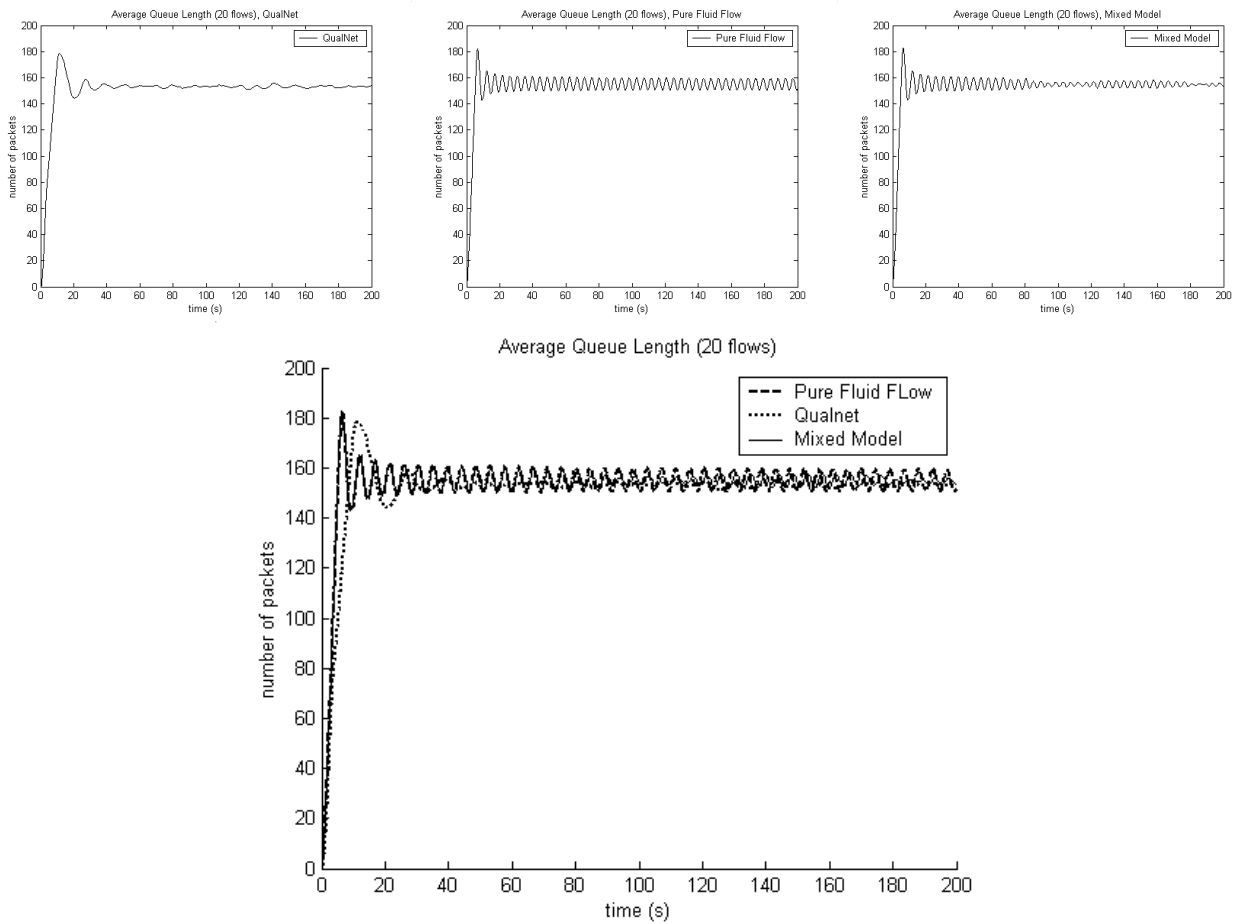 Average Queue Length (20 flows), QualNet
200
180
160
140
120
100
80
60
40
20
0
number of packets
QualNet
0 20 40 60 80 100 120 140 160 180 200
time (s)
Average Queue Length (20 flows), Pure Fluid Flow
200
180
160
140
120
100
80
60
40
20
0
number of packets
Pure Fluid Flow
0 20 40 60 80 100 120 140 160 180 200
time (s)
Average Queue Length (20 flows), Mixed Model
200
180
160
140
120
100
80
60
40
20
0
number of packets
Mixed Model
0 20 40 60 80 100 120 140 160 180 200
time (s)
Average Queue Length (20 flows)
200
180
160
140
120
100
80
60
40
20
0
number of packets
Pure Fluid FLow
Qualnet
Mixed Model
0 20 40 60 80 100 120 140 160 180 200
time (s)